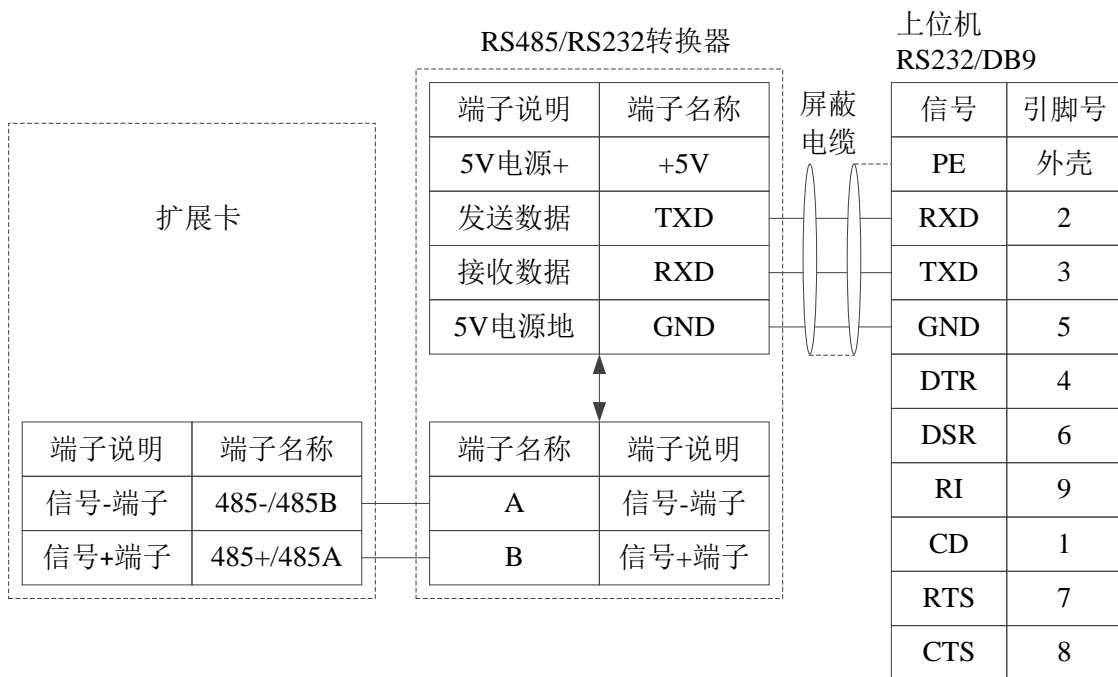 RS485/RS232转换器
上位机
RS232/DB9
扩展卡
端子说明 端子名称
信号-端子 485-/485B
信号+端子 485+/485A
端子说明 端子名称
5V电源+ +5V
发送数据 TXD
接收数据 RXD
5V电源地 GND
端子名称 端子说明
A 信号-端子
B 信号+端子
屏蔽
电缆
信号 引脚号
PE 外壳
RXD 2
TXD 3
GND 5
DTR 4
DSR 6
RI 9
CD 1
RTS 7
CTS 8